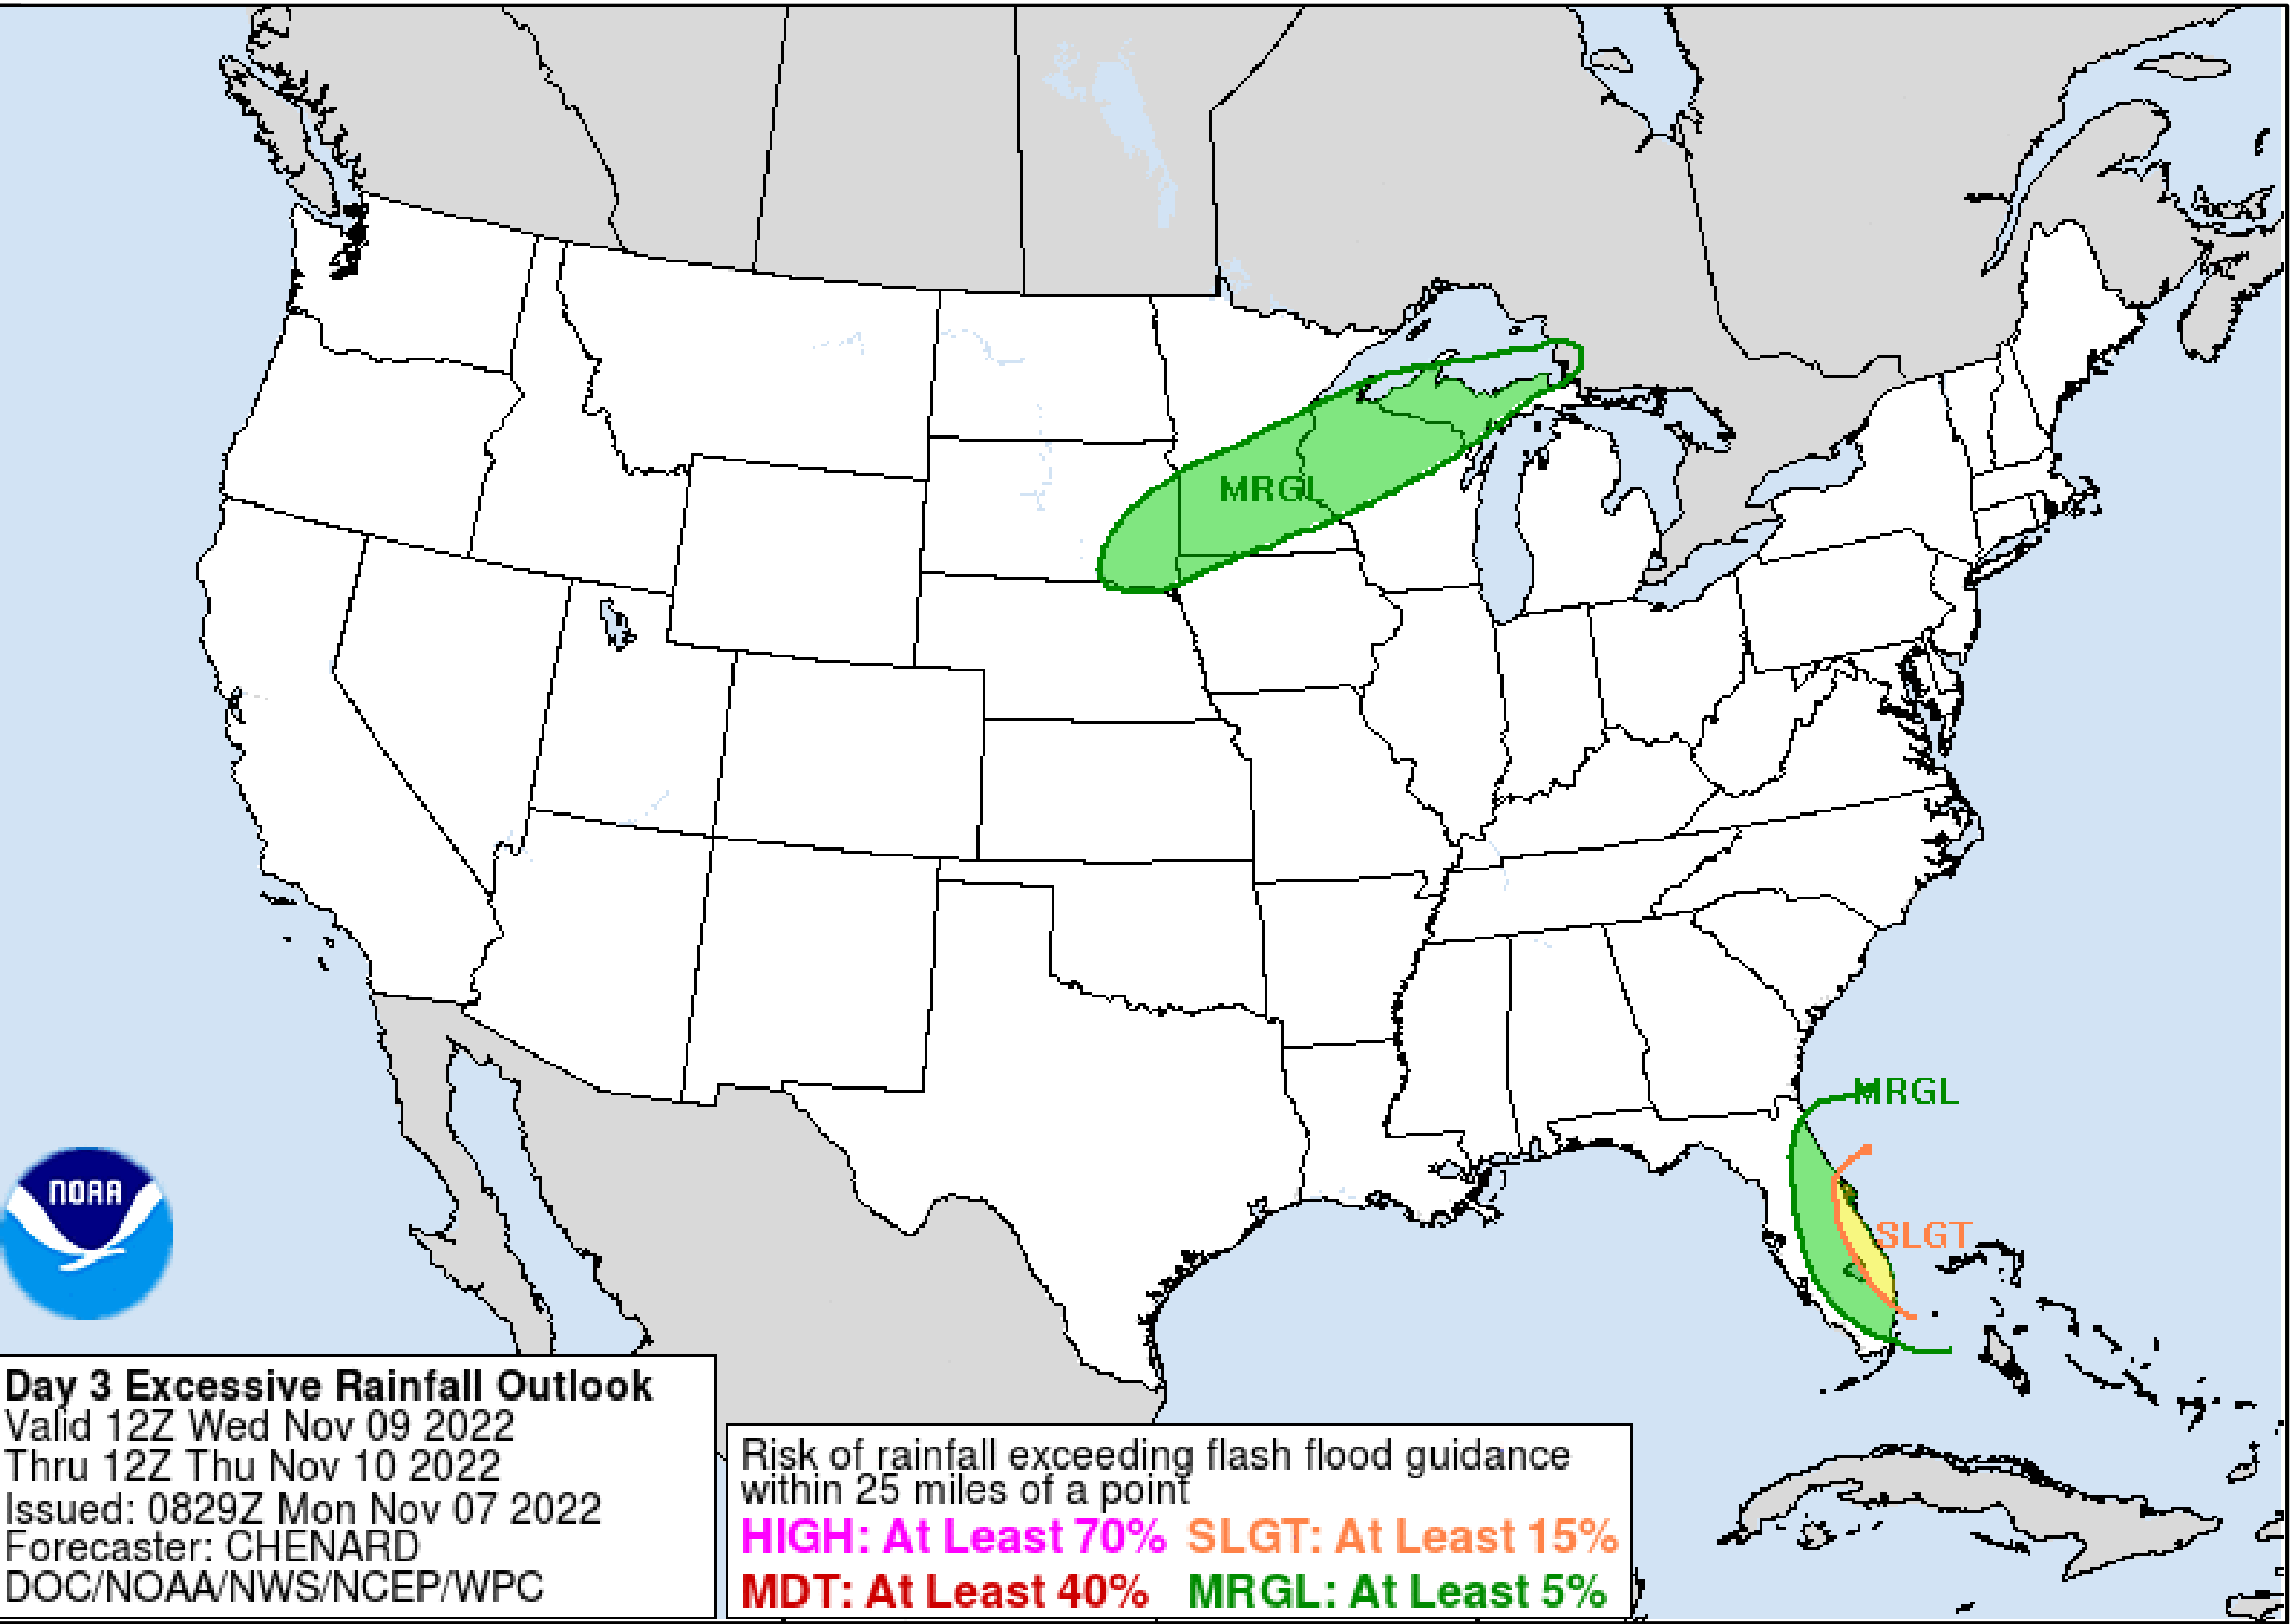 MRGL
MRGL
SLGT
NOAA
Day 3 Excessive Rainfall Outlook
Valid 12Z Wed Nov 09 2022
Thru 12Z Thu Nov 10 2022
Issued: 0829Z Mon Nov 07 2022
Forecaster: CHENARD
DOC/NOAA/NWS/NCEP/WPC
Risk of rainfall exceeding flash flood guidance
within 25 miles of a point
HIGH: At Least 70% SLGT: At Least 15%
MDT: At Least 40% MRGL: At Least 5%